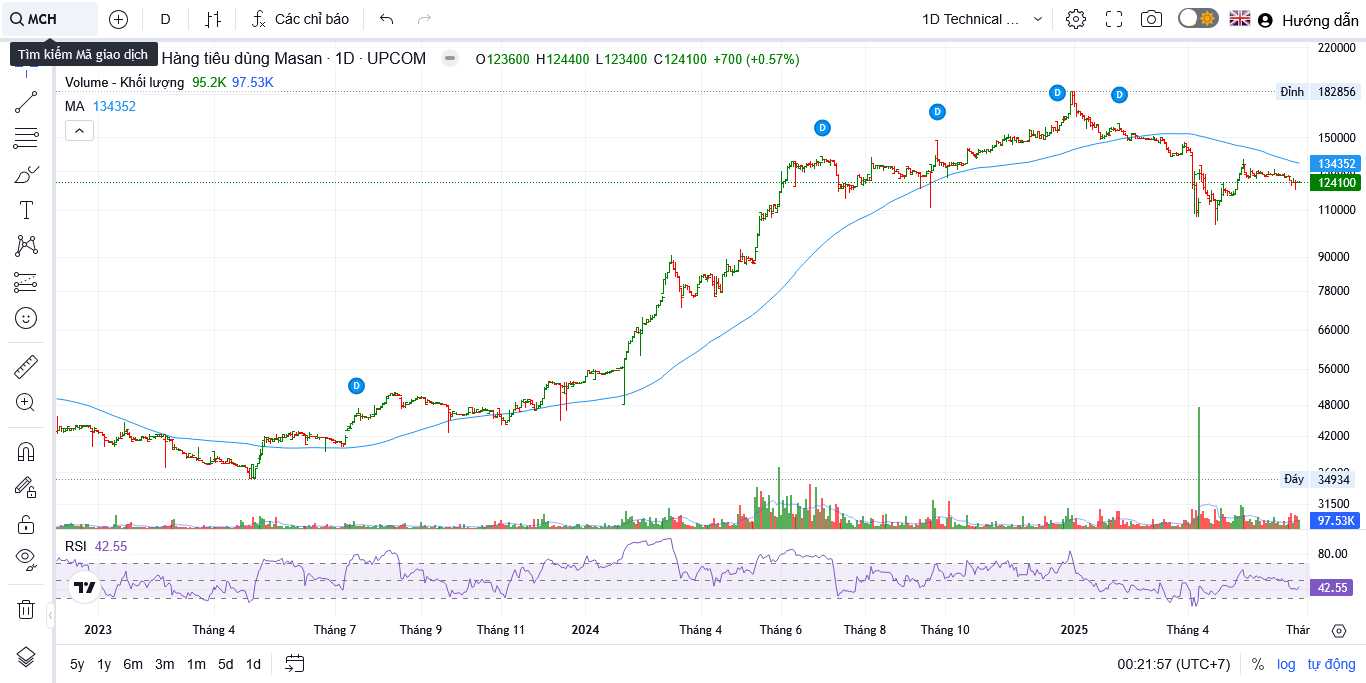 MCH D Các chỉ báo 1D Technical ... Hướng dẫn
Tìm kiếm Mã giao dịch
Hàng tiêu dùng Masan · 1D · UPCOM O123600 H124400 L123400 C124100 +700 (+0.57%)
Volume - Khối lượng 95.2K 97.53K
MA 134352
220000
Đỉnh 182856
150000
134352
124100
110000
90000
78000
66000
56000
48000
42000
Đáy 34934
31500
97.53K
D D D D D
RSI 42.55
80.00
42.55
2023 Tháng 4 Tháng 7 Tháng 9 Tháng 11 2024 Tháng 4 Tháng 6 Tháng 8 Tháng 10 2025 Tháng 4 Thár
5y 1y 6m 3m 1m 5d 1d 00:21:57 (UTC+7) % log tự động